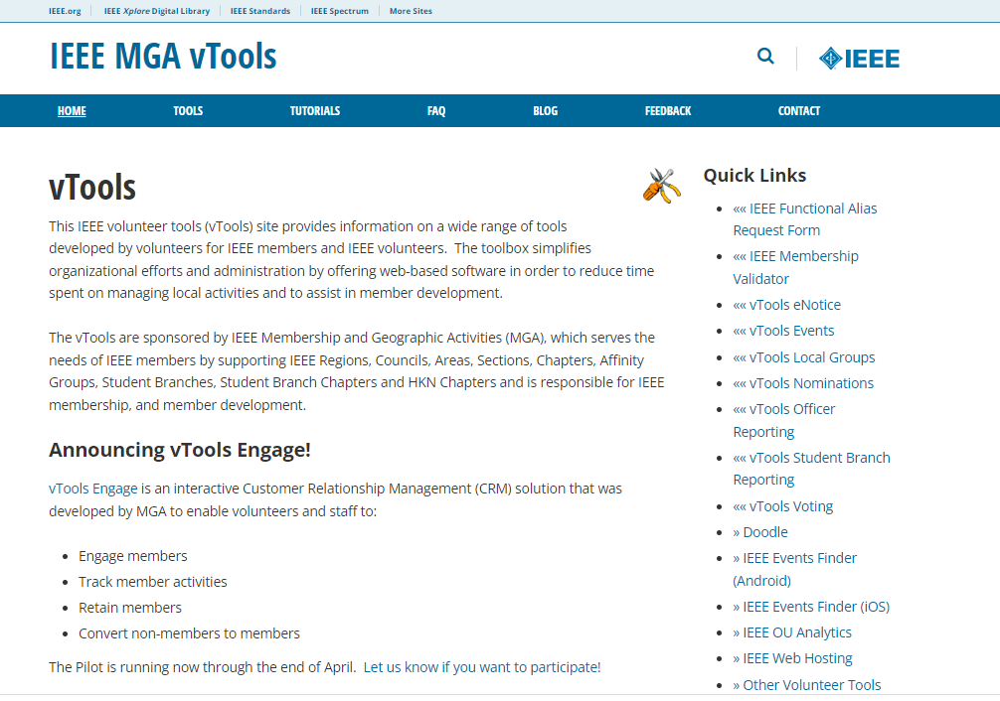 IEEE.org
IEEE Xplore Digital Library
IEEE Standards
IEEE Spectrum
More Sites
IEEE MGA vTools
IEEE
HOME
TOOLS
TUTORIALS
FAQ
BLOG
FEEDBACK
CONTACT
vTools
This IEEE volunteer tools (vTools) site provides information on a wide range of tools
developed by volunteers for IEEE members and IEEE volunteers.  The toolbox simplifies
organizational efforts and administration by offering web-based software in order to reduce time
spent on managing local activities and to assist in member development.
The vTools are sponsored by IEEE Membership and Geographic Activities (MGA), which serves the
needs of IEEE members by supporting IEEE Regions, Councils, Areas, Sections, Chapters, Affinity
Groups, Student Branches, Student Branch Chapters and HKN Chapters and is responsible for IEEE
membership, and member development.
Announcing vTools Engage!
vTools Engage is an interactive Customer Relationship Management (CRM) solution that was
developed by MGA to enable volunteers and staff to:
• Engage members
• Track member activities
• Retain members
• Convert non-members to members
The Pilot is running now through the end of April.  Let us know if you want to participate!
Quick Links
• «« IEEE Functional Alias
Request Form
• «« IEEE Membership
Validator
• «« vTools eNotice
• «« vTools Events
• «« vTools Local Groups
• «« vTools Nominations
• «« vTools Officer
Reporting
• «« vTools Student Branch
Reporting
• «« vTools Voting
• » Doodle
• » IEEE Events Finder
(Android)
• » IEEE Events Finder (iOS)
• » IEEE OU Analytics
• » IEEE Web Hosting
• » Other Volunteer Tools